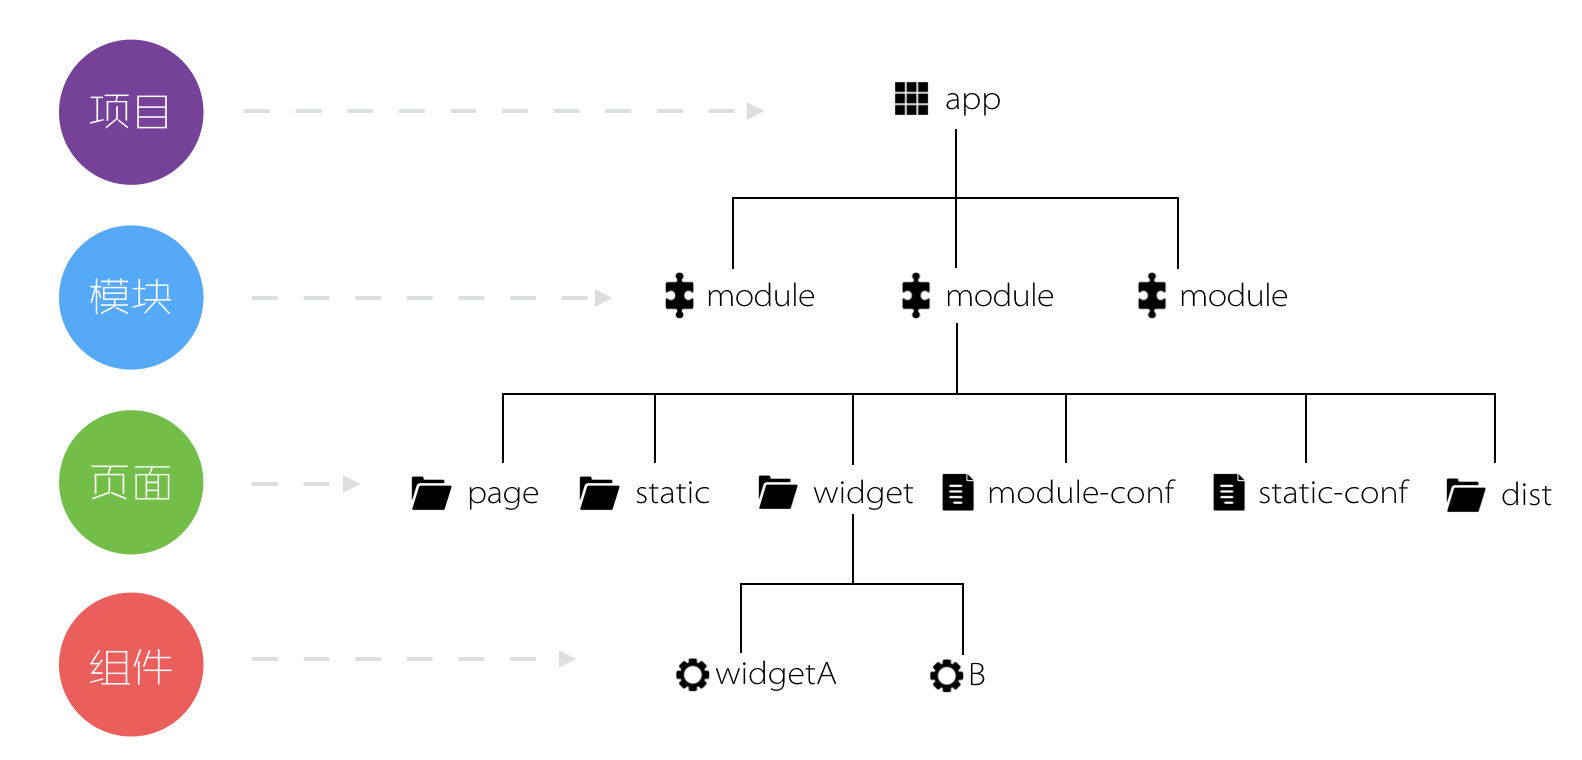 项目
app
模块
module
module
module
页面
page
static
widget
module-conf
static-conf
dist
组件
widgetA
B